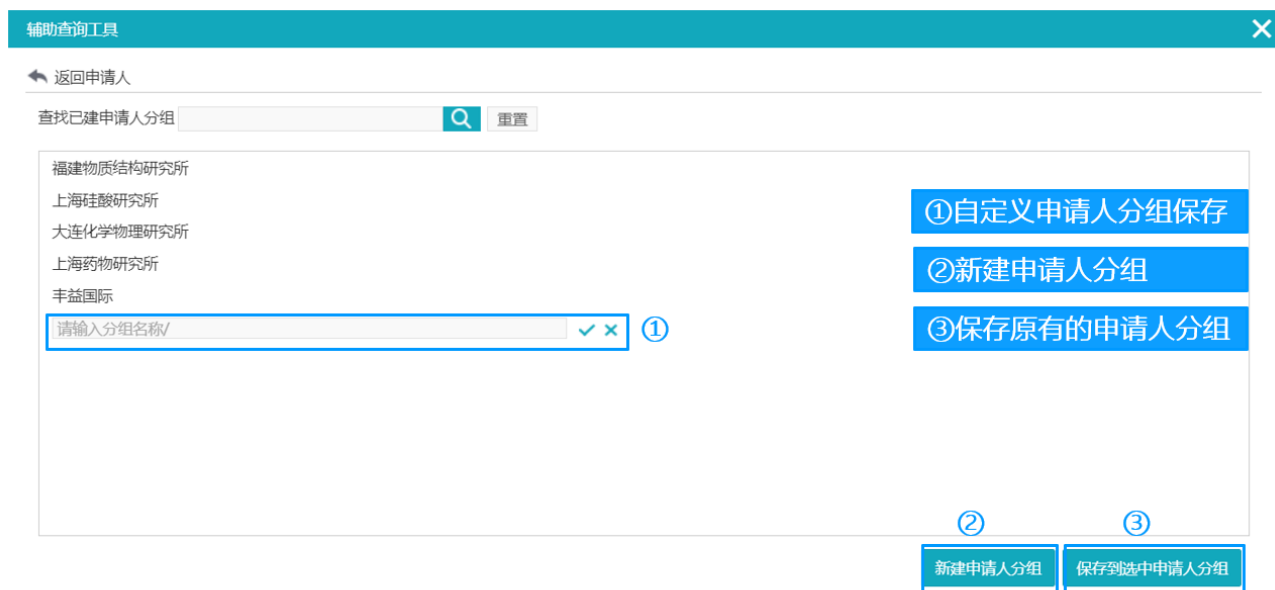 辅助查询工具
返回申请人
查找已建申请人分组 重置
福建物质结构研究所
上海硅酸研究所
①自定义申请人分组保存
大连化学物理研究所
上海药物研究所
②新建申请人分组
丰益国际
请输入分组名称/ ①
③保存原有的申请人分组
② ③
新建申请人分组 保存到选中申请人分组